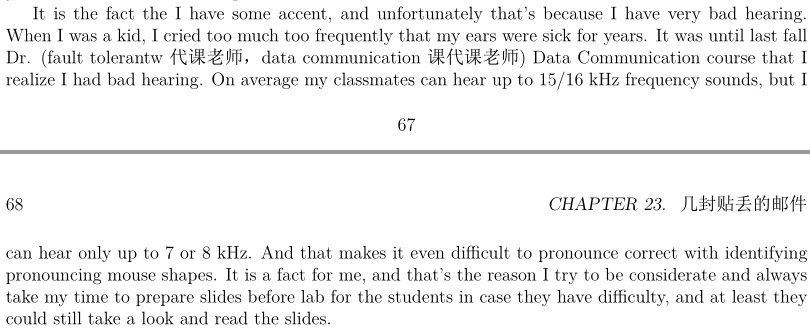 It is the fact the I have some accent, and unfortunately that's because I have very bad hearing.
When I was a kid, I cried too much too frequently that my ears were sick for years. It was until last fall
Dr. (fault tolerantw 代课老师，data communication 课代课老师) Data Communication course that I
realize I had bad hearing. On average my classmates can hear up to 15/16 kHz frequency sounds, but I
67
68 CHAPTER 23. 几封贴丢的邮件
can hear only up to 7 or 8 kHz. And that makes it even difficult to pronounce correct with identifying
pronouncing mouse shapes. It is a fact for me, and that's the reason I try to be considerate and always
take my time to prepare slides before lab for the students in case they have difficulty, and at least they
could still take a look and read the slides.